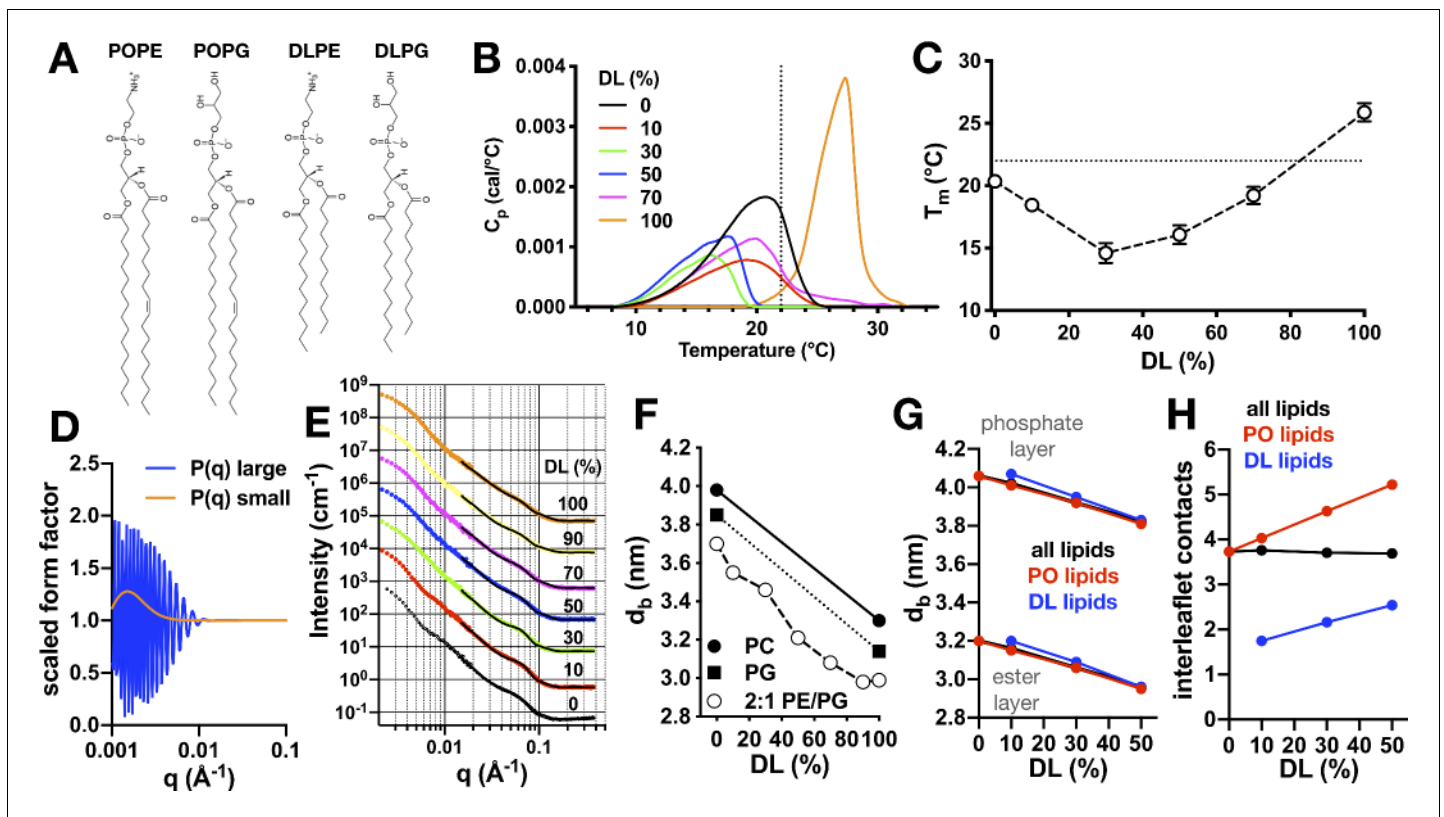 A
POPE POPG DLPE DLPG
B
DL (%)
0
10
30
50
70
100
0.004
0.003
0.002
0.001
0.000
Cp (cal/°C)
10 20 30
Temperature (°C)
C
30
25
20
15
10
Tm (°C)
0 20 40 60 80 100
DL (%)
D
P(q) large
P(q) small
2.5
2.0
1.5
1.0
0.5
0.0
scaled form factor
0.001 0.01 0.1
q (Å-1)
E
10⁹
10⁸
10⁷
10⁶
10⁵
10⁴
10³
10²
10¹
10⁰
10-1
Intensity (cm-1)
DL (%)
100
90
70
50
30
10
0
0.01 0.1
q (Å-1)
F
4.2
4.0
3.8
3.6
3.4
3.2
3.0
2.8
db (nm)
PC
PG
2:1 PE/PG
0 20 40 60 80 100
DL (%)
G
phosphate
layer
4.2
4.0
3.8
3.6
3.4
3.2
3.0
2.8
db (nm)
all lipids
PO lipids
DL lipids
ester
layer
0 10 20 30 40 50
DL (%)
H
all lipids
PO lipids
DL lipids
6
5
4
3
2
1
0
interleaflet contacts
0 10 20 30 40 50
DL (%)